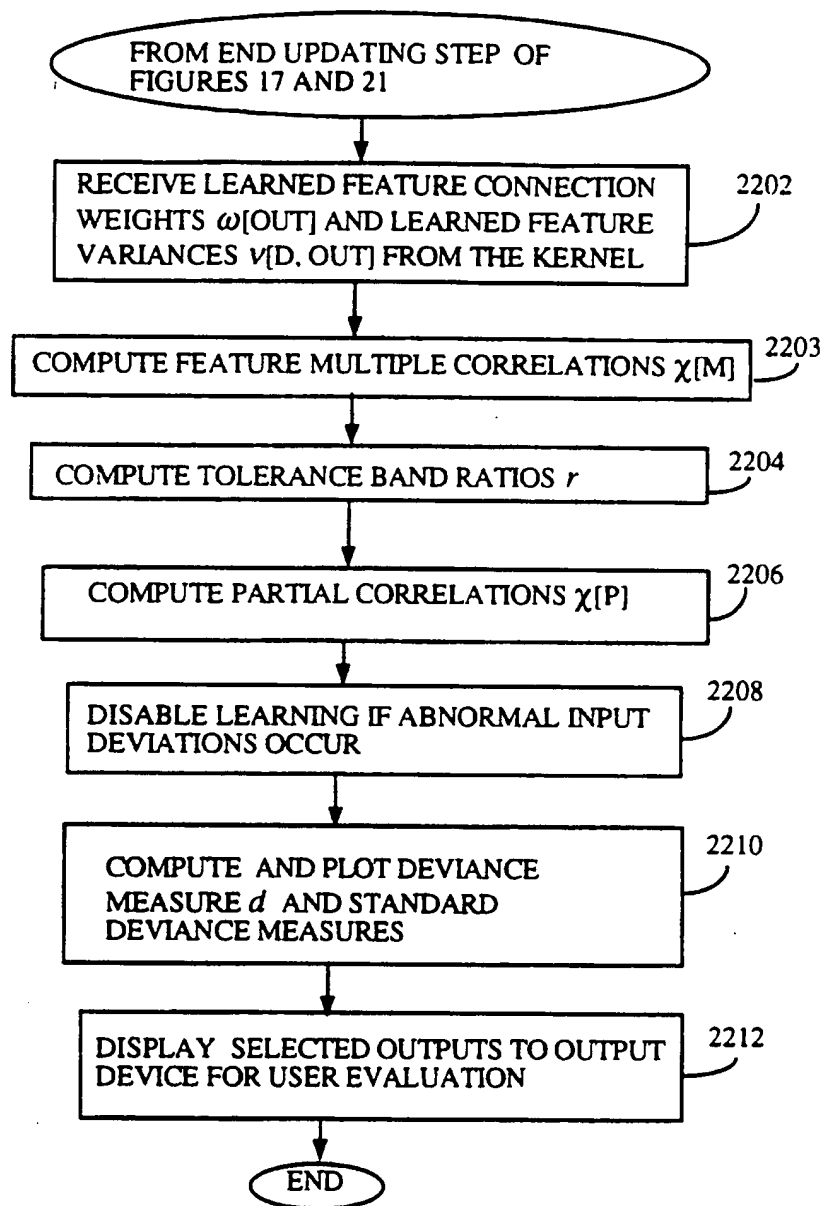 FROM END UPDATING STEP OF
FIGURES 17 AND 21
RECEIVE LEARNED FEATURE CONNECTION
WEIGHTS ω[OUT] AND LEARNED FEATURE
VARIANCES ν[D, OUT] FROM THE KERNEL
2202
COMPUTE FEATURE MULTIPLE CORRELATIONS χ[M]
2203
COMPUTE TOLERANCE BAND RATIOS r
2204
COMPUTE PARTIAL CORRELATIONS χ[P]
2206
DISABLE LEARNING IF ABNORMAL INPUT
DEVIATIONS OCCUR
2208
COMPUTE AND PLOT DEVIANCE
MEASURE d AND STANDARD
DEVIANCE MEASURES
2210
DISPLAY SELECTED OUTPUTS TO OUTPUT
DEVICE FOR USER EVALUATION
2212
END